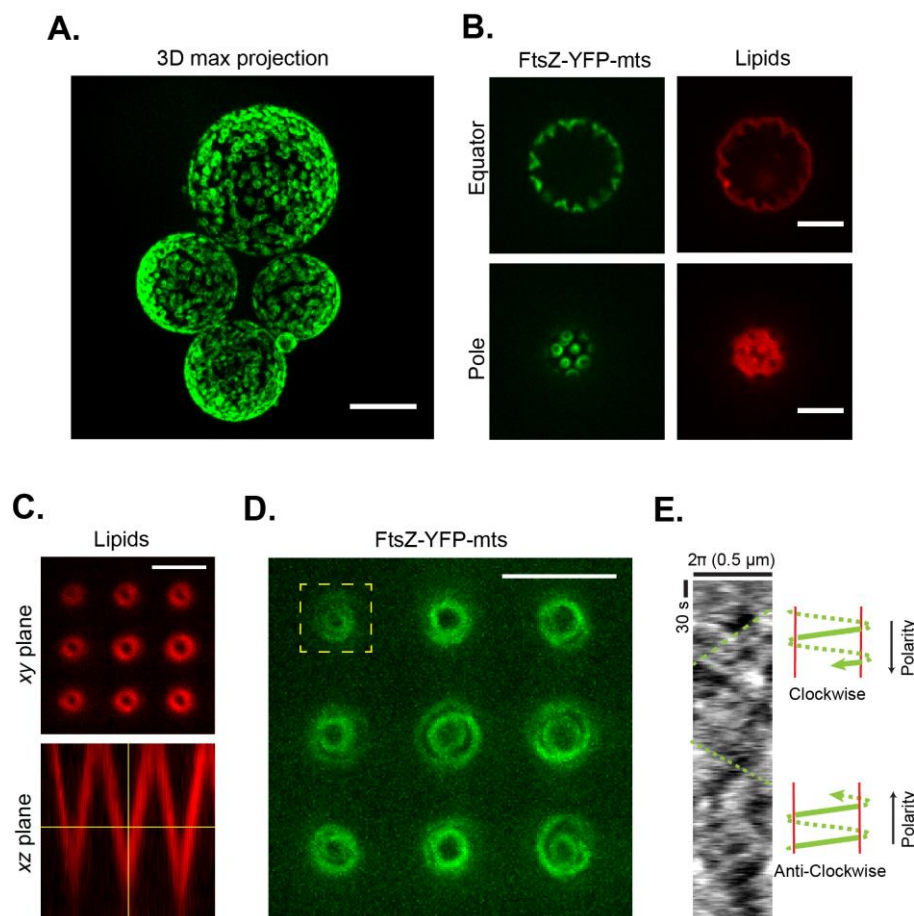 A.
3D max projection
B.
FtsZ-YFP-mts
Lipids
Equator
Pole
C.
Lipids
xy plane
xz plane
D.
FtsZ-YFP-mts
E.
2π (0.5 µm)
30 s
Polarity
Clockwise
Polarity
Anti-Clockwise